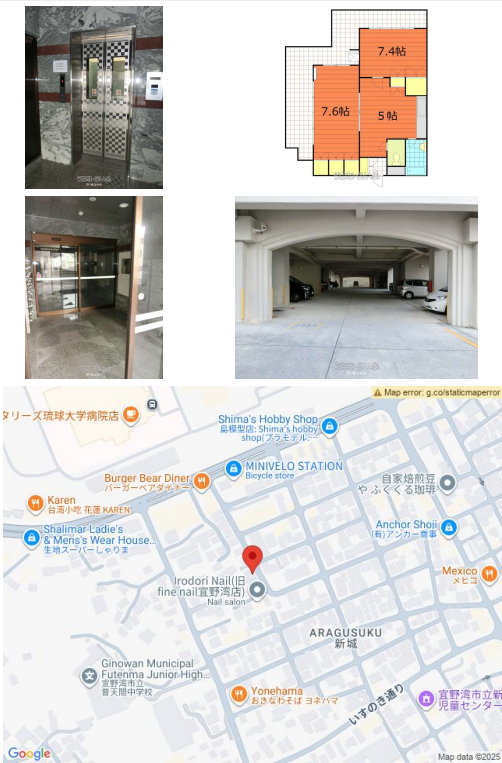 7.4帖
7.6帖
5帖
Map error: g.co/staticmaperror
タリーズ琉球大学病院店
Shima's Hobby Shop
島模型店: Shima's hobby
shop(プラモデル:…
Burger Bear Diner
バーガーベアダイナー
MINIVELO STATION
Bicycle store
自家焙煎豆
や ふくくる珈琲
Karen
台湾小吃 花蓮 KAREN
Shalimar Ladie's
& Mens's Wear House...
生地スーパーしゃりま
Anchor Shoji
(有)アンカー商事
Mexico
メヒコ
Irodori Nail(旧
fine nail宜野湾店)
Nail salon
ARAGUSUKU
新城
Ginowan Municipal
Futenma Junior High...
宜野湾市立
普天間中学校
Yonehama
おきなわそば ヨネハマ
いすのき通り
宜野湾市立新
児童センター
Google
Map data ©2025